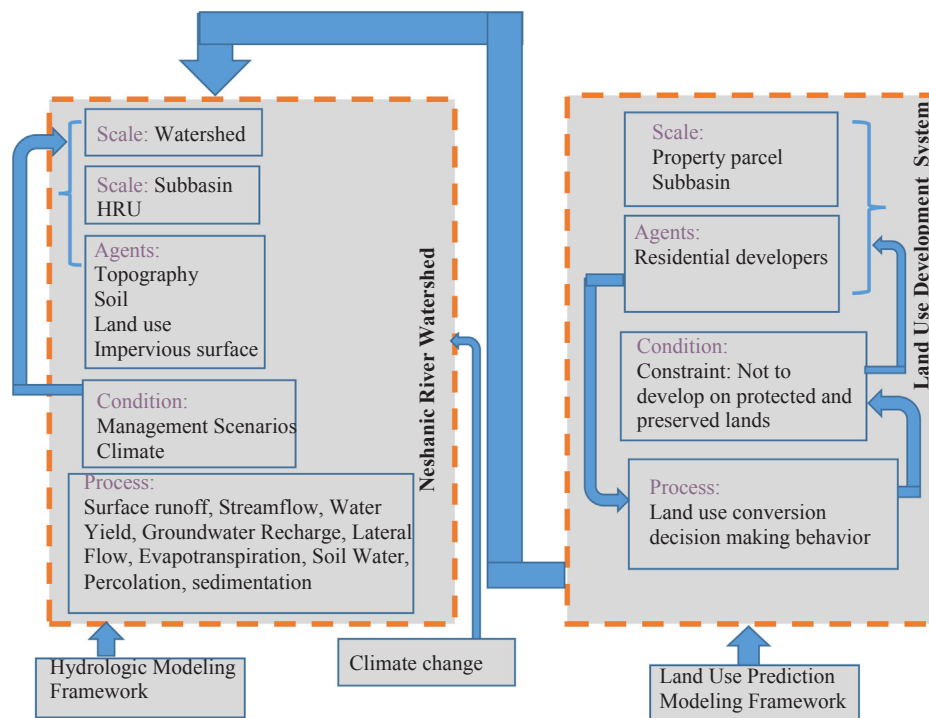 Scale: Watershed
Scale: Subbasin
HRU
Agents:
Topography
Soil
Land use
Impervious surface
Condition:
Management Scenarios
Climate
Process:
Surface runoff, Streamflow, Water
Yield, Groundwater Recharge, Lateral
Flow, Evapotranspiration, Soil Water,
Percolation, sedimentation
Neshanic River Watershed
Hydrologic Modeling
Framework
Climate change
Scale:
Property parcel
Subbasin
Agents:
Residential developers
Condition:
Constraint: Not to
develop on protected and
preserved lands
Process:
Land use conversion
decision making behavior
Land Use Development System
Land Use Prediction
Modeling Framework